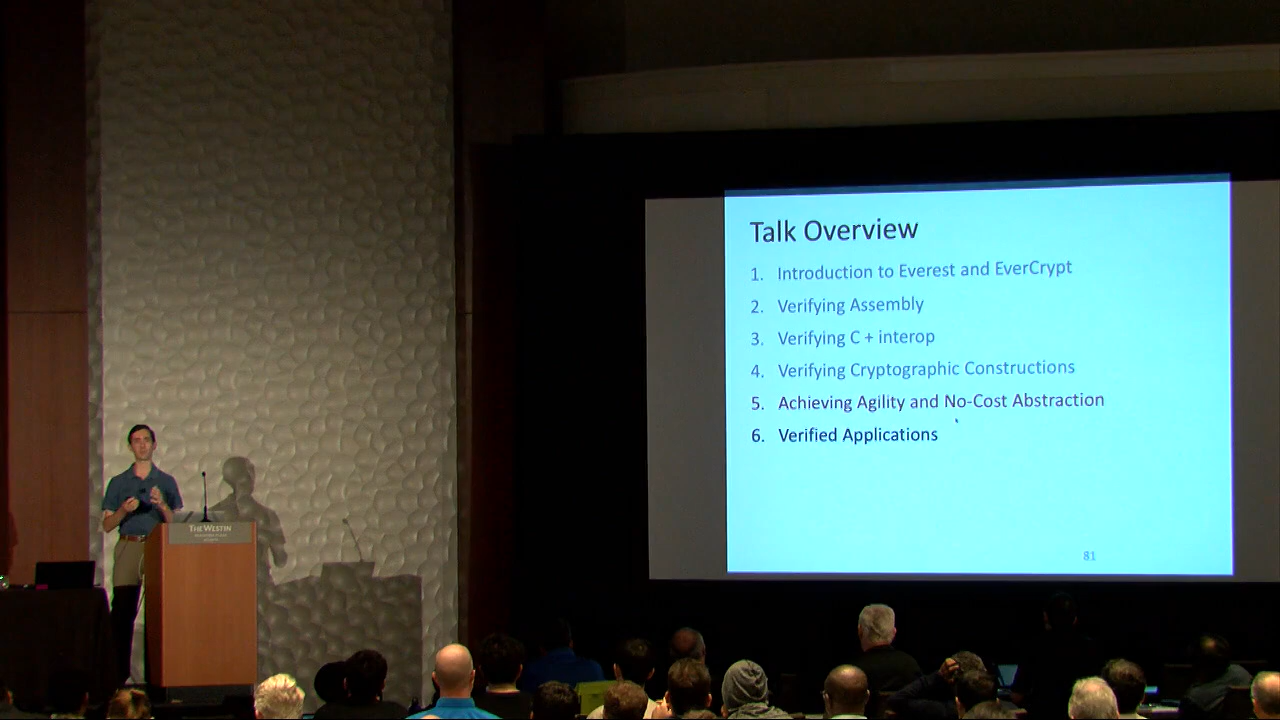 Talk Overview
1. Introduction to Everest and EverCrypt
2. Verifying Assembly
3. Verifying C + interop
4. Verifying Cryptographic Constructions
5. Achieving Agility and No-Cost Abstraction
6. Verified Applications
81
THE WESTIN